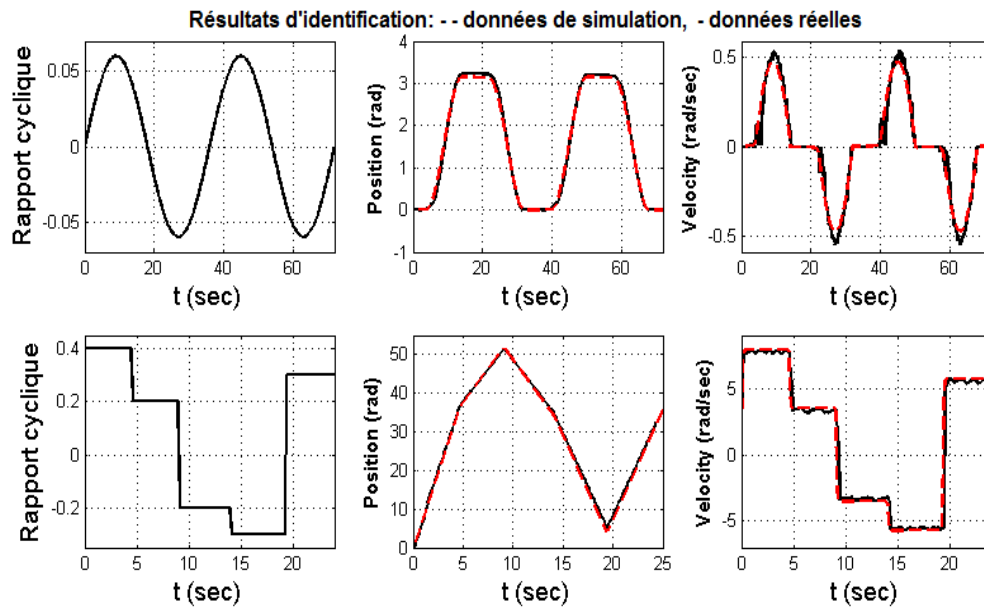 Résultats d'identification: - - données de simulation, - données réelles
Rapport cyclique
0.05
0
-0.05
0 20 40 60
t (sec)
Position (rad)
4
3
2
1
0
-1
0 20 40 60
t (sec)
Velocity (rad/sec)
0.5
0
-0.5
0 20 40 60
t (sec)
Rapport cyclique
0.4
0.2
0
-0.2
0 5 10 15 20
t (sec)
Position (rad)
50
40
30
20
10
0
0 5 10 15 20 25
t (sec)
Velocity (rad/sec)
5
0
-5
0 5 10 15 20
t (sec)